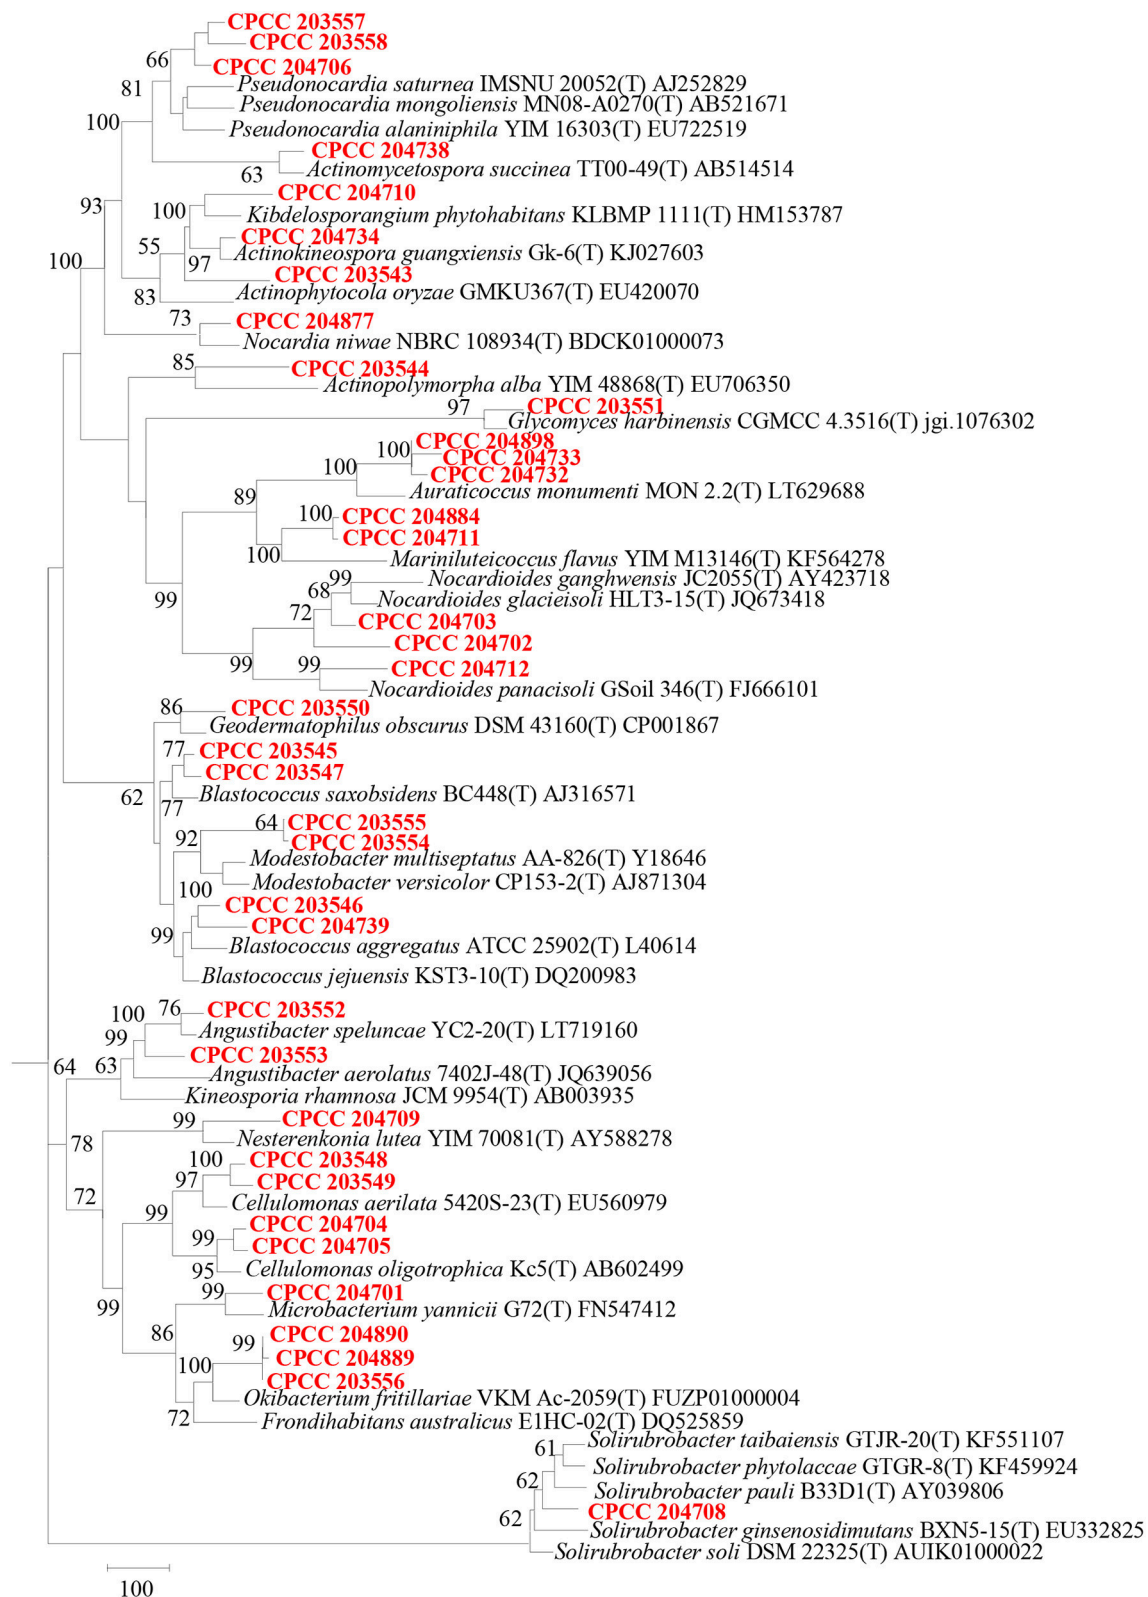 CPCC 203557
CPCC 203558
66
CPCC 204706
81
Pseudonocardia saturnea IMSNU 20052(T) AJ252829
Pseudonocardia mongoliensis MN08-A0270(T) AB521671
100
Pseudonocardia alaniniphila YIM 16303(T) EU722519
CPCC 204738
63
Actinomycetospora succinea TT00-49(T) AB514514
CPCC 204710
93
100
Kibdelosporangium phytohabitans KLBMP 1111(T) HM153787
CPCC 204734
55
Actinokineospora guangxiensis Gk-6(T) KJ027603
100
97
CPCC 203543
83
Actinophytocola oryzae GMKU367(T) EU420070
73
CPCC 204877
Nocardia niwae NBRC 108934(T) BDCK01000073
85
CPCC 203544
Actinopolymorpha alba YIM 48868(T) EU706350
97
CPCC 203551
Glycomyces harbinensis CGMCC 4.3516(T) jgi.1076302
CPCC 204898
100
CPCC 204733
100
CPCC 204732
89
Auraticoccus monumenti MON 2.2(T) LT629688
100
CPCC 204884
CPCC 204711
100
Mariniluteicoccus flavus YIM M13146(T) KF564278
99
Nocardioides ganghwensis JC2055(T) AY423718
68
99
Nocardioides glacieisoli HLT3-15(T) JQ673418
72
CPCC 204703
CPCC 204702
99
99
CPCC 204712
Nocardioides panacisoli GSoil 346(T) FJ666101
86
CPCC 203550
Geodermatophilus obscurus DSM 43160(T) CP001867
77
CPCC 203545
CPCC 203547
62
Blastococcus saxobsidens BC448(T) AJ316571
77
64
CPCC 203555
92
CPCC 203554
Modestobacter multiseptatus AA-826(T) Y18646
Modestobacter versicolor CP153-2(T) AJ871304
100
CPCC 203546
CPCC 204739
99
Blastococcus aggregatus ATCC 25902(T) L40614
Blastococcus jejuensis KST3-10(T) DQ200983
76
CPCC 203552
100
Angustibacter speluncae YC2-20(T) LT719160
99
CPCC 203553
64
63
Angustibacter aerolatus 7402J-48(T) JQ639056
Kineosporia rhamnosa JCM 9954(T) AB003935
99
CPCC 204709
78
Nesterenkonia lutea YIM 70081(T) AY588278
100
CPCC 203548
97
CPCC 203549
72
Cellulomonas aerilata 5420S-23(T) EU560979
99
CPCC 204704
99
CPCC 204705
95
Cellulomonas oligotrophica Kc5(T) AB602499
99
CPCC 204701
99
Microbacterium yannicii G72(T) FN547412
86
CPCC 204890
99
CPCC 204889
100
CPCC 203556
Okibacterium fritillariae VKM Ac-2059(T) FUZP01000004
72
Frondihabitans australicus E1HC-02(T) DQ525859
61
Solirubrobacter taibaiensis GTJR-20(T) KF551107
Solirubrobacter phytolaccae GTGR-8(T) KF459924
62
Solirubrobacter pauli B33D1(T) AY039806
62
CPCC 204708
Solirubrobacter ginsenosidimutans BXN5-15(T) EU332825
Solirubrobacter soli DSM 22325(T) AUIK01000022
100